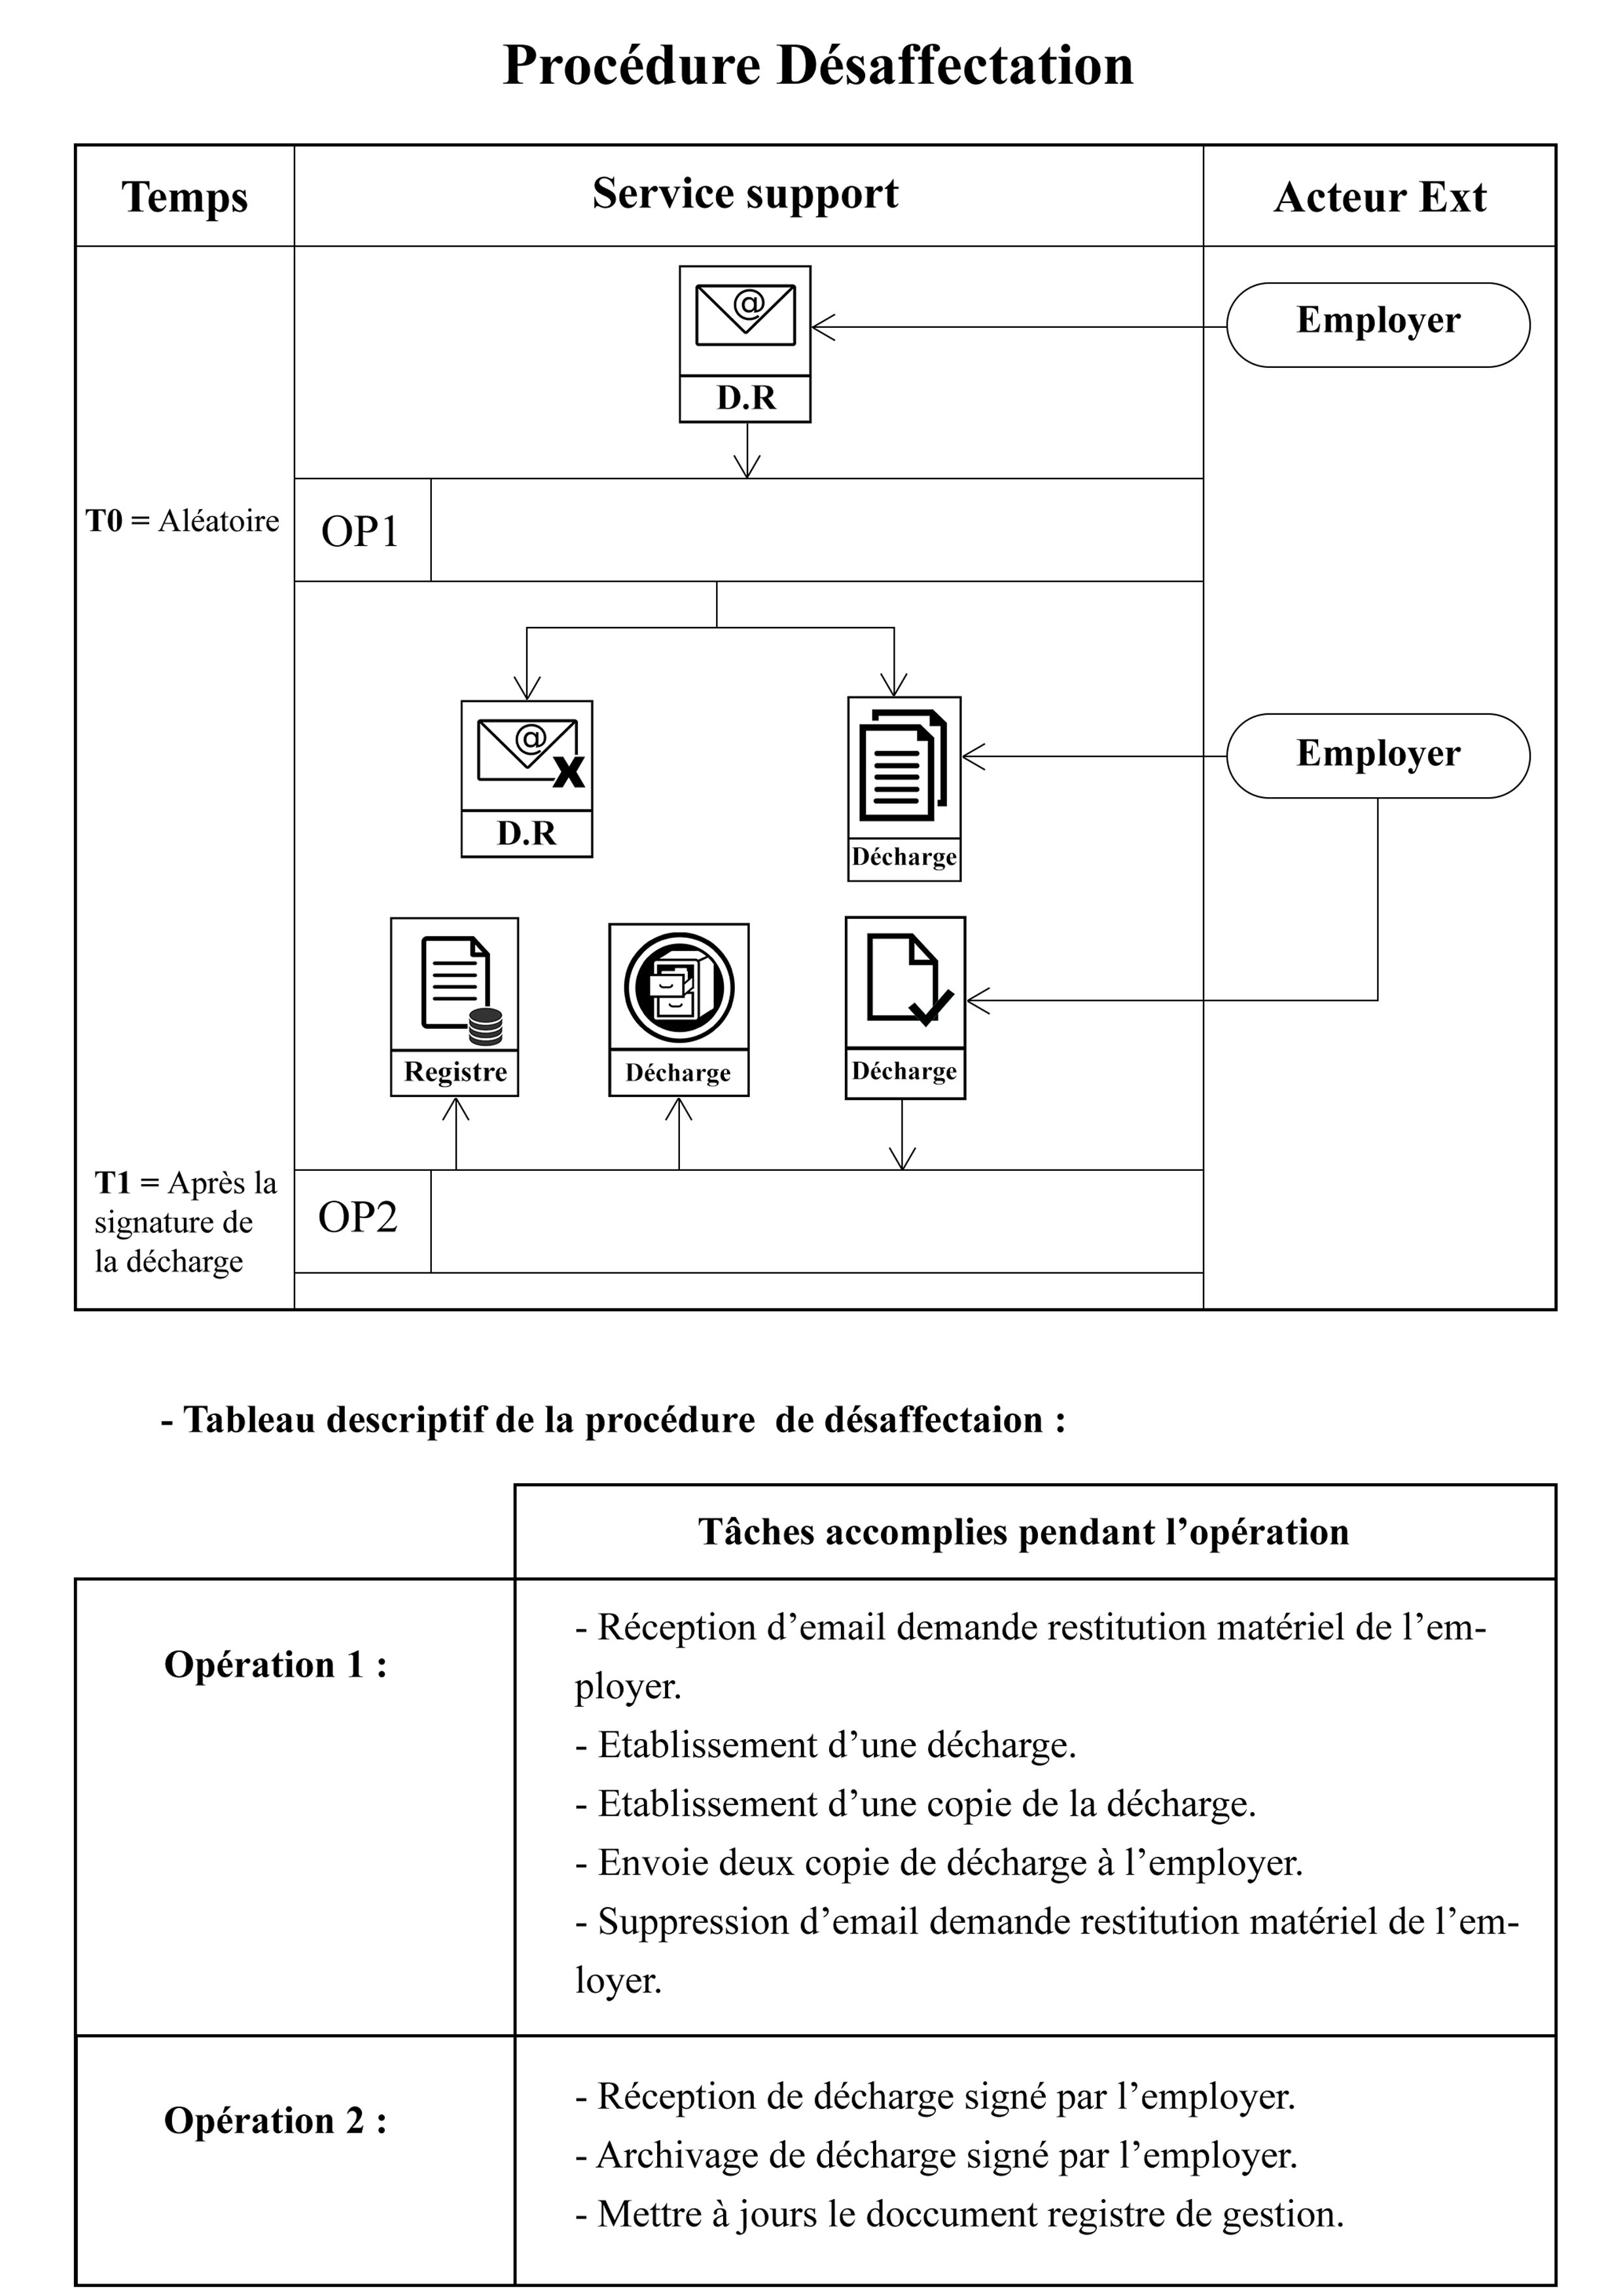 Procédure Désaffectation
Temps
Service support
Acteur Ext
@
Employer
D.R
T0 = Aléatoire
OP1
@
Employer
D.R
Décharge
Registre
Décharge
Décharge
T1 = Après la
signature de
la décharge
OP2
- Tableau descriptif de la procédure de désaffectaion :
Tâches accomplies pendant l’opération
Opération 1 :
- Réception d’email demande restitution matériel de l’em-
ployer.
- Etablissement d’une décharge.
- Etablissement d’une copie de la décharge.
- Envoie deux copie de décharge à l’employer.
- Suppression d’email demande restitution matériel de l’em-
loyer.
Opération 2 :
- Réception de décharge signé par l’employer.
- Archivage de décharge signé par l’employer.
- Mettre à jours le doccument registre de gestion.